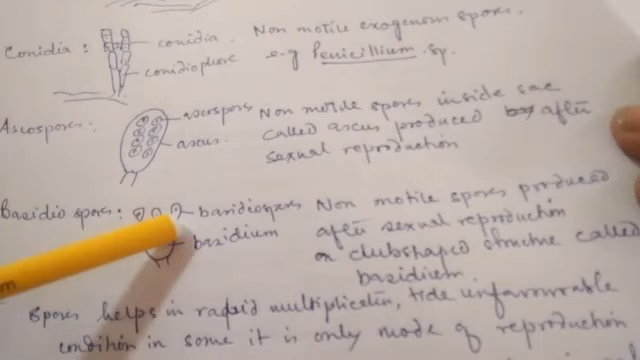 Conidia : conidia. Non motile exogenous spores.
conidiophore e.g Penicillium sp.
Ascospores : ascospores Non motile spores inside sac
ascus. called ascus produced after
sexual reproduction
Basidio spores : basidiospores Non motile spores produced
basidium after sexual reproduction
on clubshaped structure called
basidium.
Spores helps in rapid multiplication, tide unfavourable
condition in some it is only mode of reproduction